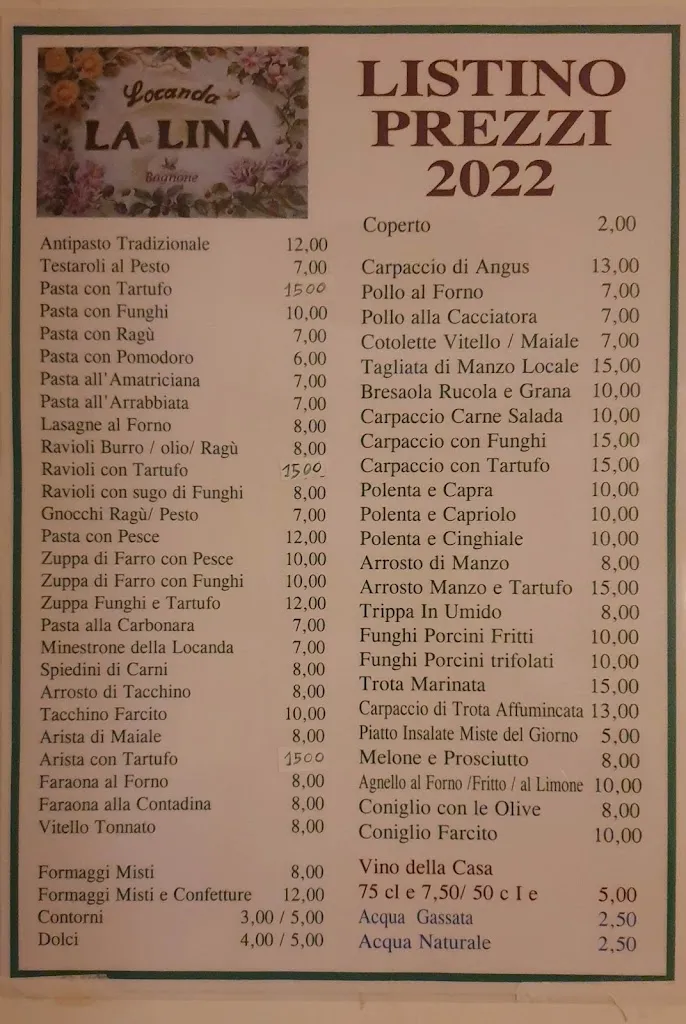 Locanda
LA LINA
Bagnone
LISTINO
PREZZI
2022
Antipasto Tradizionale 12,00
Testaroli al Pesto 7,00
Pasta con Tartufo 1500
Pasta con Funghi 10,00
Pasta con Ragù 7,00
Pasta con Pomodoro 6,00
Pasta all'Amatriciana 7,00
Pasta all'Arrabbiata 7,00
Lasagne al Forno 8,00
Ravioli Burro / olio/ Ragù 8,00
Ravioli con Tartufo 1500
Ravioli con sugo di Funghi 8,00
Gnocchi Ragù/ Pesto 7,00
Pasta con Pesce 12,00
Zuppa di Farro con Pesce 10,00
Zuppa di Farro con Funghi 10,00
Zuppa Funghi e Tartufo 12,00
Pasta alla Carbonara 7,00
Minestrone della Locanda 7,00
Spiedini di Carni 8,00
Arrosto di Tacchino 8,00
Tacchino Farcito 10,00
Arista di Maiale 8,00
Arista con Tartufo 1500
Faraona al Forno 8,00
Faraona alla Contadina 8,00
Vitello Tonnato 8,00
Formaggi Misti 8,00
Formaggi Misti e Confetture 12,00
Contorni 3,00 / 5,00
Dolci 4,00 / 5,00
Coperto 2,00
Carpaccio di Angus 13,00
Pollo al Forno 7,00
Pollo alla Cacciatora 7,00
Cotolette Vitello / Maiale 7,00
Tagliata di Manzo Locale 15,00
Bresaola Rucola e Grana 10,00
Carpaccio Carne Salada 10,00
Carpaccio con Funghi 15,00
Carpaccio con Tartufo 15,00
Polenta e Capra 10,00
Polenta e Capriolo 10,00
Polenta e Cinghiale 10,00
Arrosto di Manzo 8,00
Arrosto Manzo e Tartufo 15,00
Trippa In Umido 8,00
Funghi Porcini Fritti 10,00
Funghi Porcini trifolati 10,00
Trota Marinata 15,00
Carpaccio di Trota Affumincata 13,00
Piatto Insalate Miste del Giorno 5,00
Melone e Prosciutto 8,00
Agnello al Forno /Fritto / al Limone 10,00
Coniglio con le Olive 8,00
Coniglio Farcito 10,00
Vino della Casa
75 cl e 7,50/ 50 c l e 5,00
Acqua Gassata 2,50
Acqua Naturale 2,50